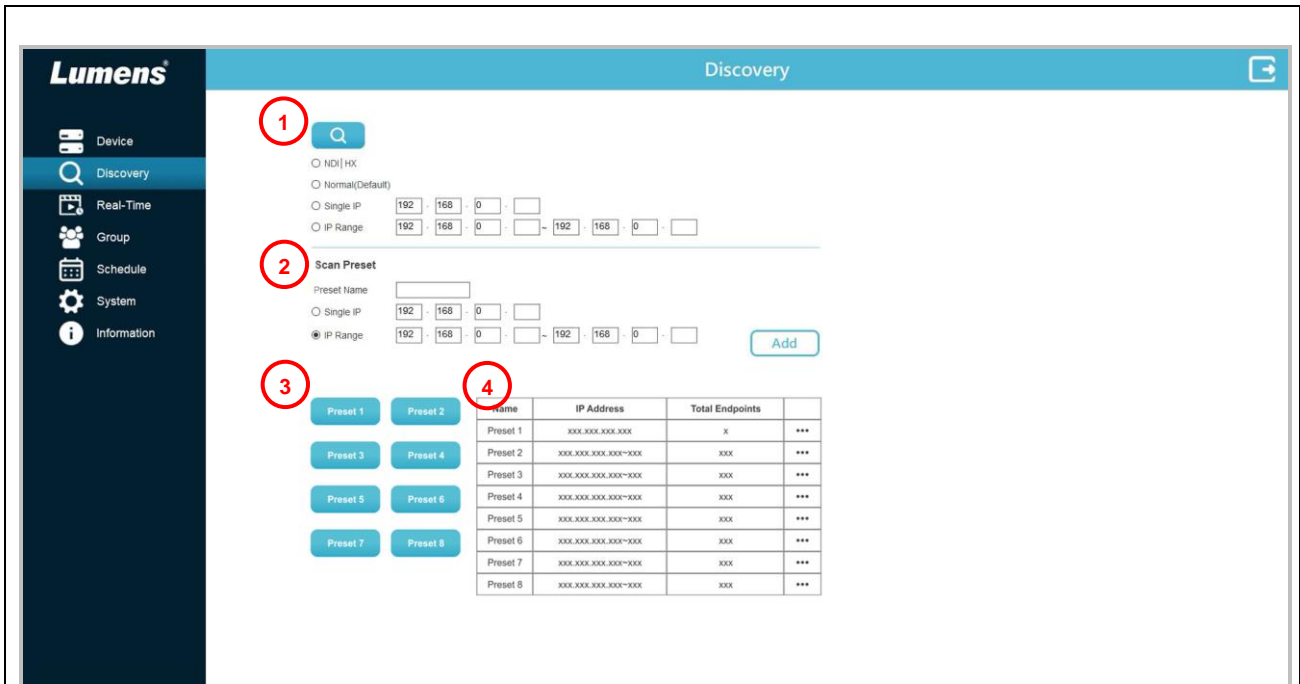 Lumens®
Discovery
Device
Discovery
Real-Time
Group
Schedule
System
Information
1
NDI|HX
Normal(Default)
Single IP 192 . 168 . 0 .
IP Range 192 . 168 . 0 . ~ 192 . 168 . 0 .
2
Scan Preset
Preset Name
Single IP 192 . 168 . 0 .
IP Range 192 . 168 . 0 . ~ 192 . 168 . 0 .
Add
3
Preset 1 Preset 2
Preset 3 Preset 4
Preset 5 Preset 6
Preset 7 Preset 8
4
Name IP Address Total Endpoints
Preset 1 xxx.xxx.xxx.xxx x •••
Preset 2 xxx.xxx.xxx.xxx~xxx xxx •••
Preset 3 xxx.xxx.xxx.xxx~xxx xxx •••
Preset 4 xxx.xxx.xxx.xxx~xxx xxx •••
Preset 5 xxx.xxx.xxx.xxx~xxx xxx •••
Preset 6 xxx.xxx.xxx.xxx~xxx xxx •••
Preset 7 xxx.xxx.xxx.xxx~xxx xxx •••
Preset 8 xxx.xxx.xxx.xxx~xxx xxx •••